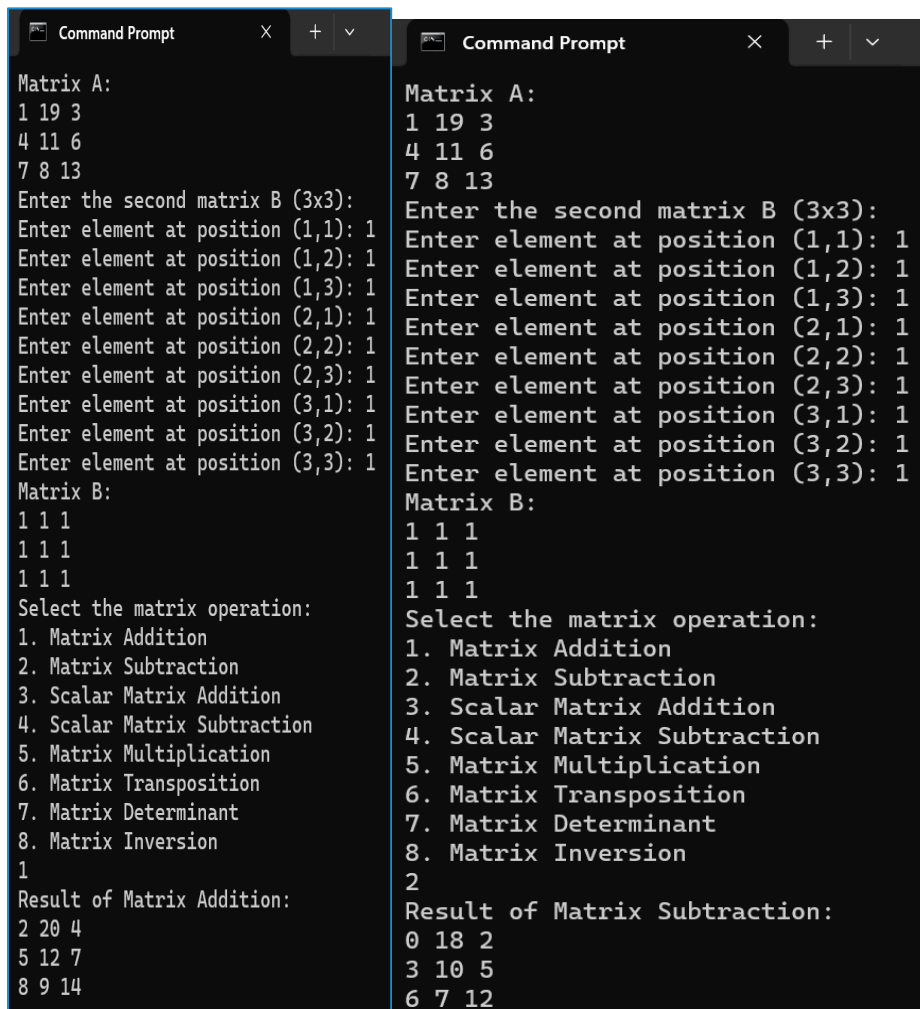 Command Prompt
Matrix A:
1 19 3
4 11 6
7 8 13
Enter the second matrix B (3x3):
Enter element at position (1,1): 1
Enter element at position (1,2): 1
Enter element at position (1,3): 1
Enter element at position (2,1): 1
Enter element at position (2,2): 1
Enter element at position (2,3): 1
Enter element at position (3,1): 1
Enter element at position (3,2): 1
Enter element at position (3,3): 1
Matrix B:
1 1 1
1 1 1
1 1 1
Select the matrix operation:
1. Matrix Addition
2. Matrix Subtraction
3. Scalar Matrix Addition
4. Scalar Matrix Subtraction
5. Matrix Multiplication
6. Matrix Transposition
7. Matrix Determinant
8. Matrix Inversion
1
Result of Matrix Addition:
2 20 4
5 12 7
8 9 14
Command Prompt
Matrix A:
1 19 3
4 11 6
7 8 13
Enter the second matrix B (3x3):
Enter element at position (1,1): 1
Enter element at position (1,2): 1
Enter element at position (1,3): 1
Enter element at position (2,1): 1
Enter element at position (2,2): 1
Enter element at position (2,3): 1
Enter element at position (3,1): 1
Enter element at position (3,2): 1
Enter element at position (3,3): 1
Matrix B:
1 1 1
1 1 1
1 1 1
Select the matrix operation:
1. Matrix Addition
2. Matrix Subtraction
3. Scalar Matrix Addition
4. Scalar Matrix Subtraction
5. Matrix Multiplication
6. Matrix Transposition
7. Matrix Determinant
8. Matrix Inversion
2
Result of Matrix Subtraction:
0 18 2
3 10 5
6 7 12